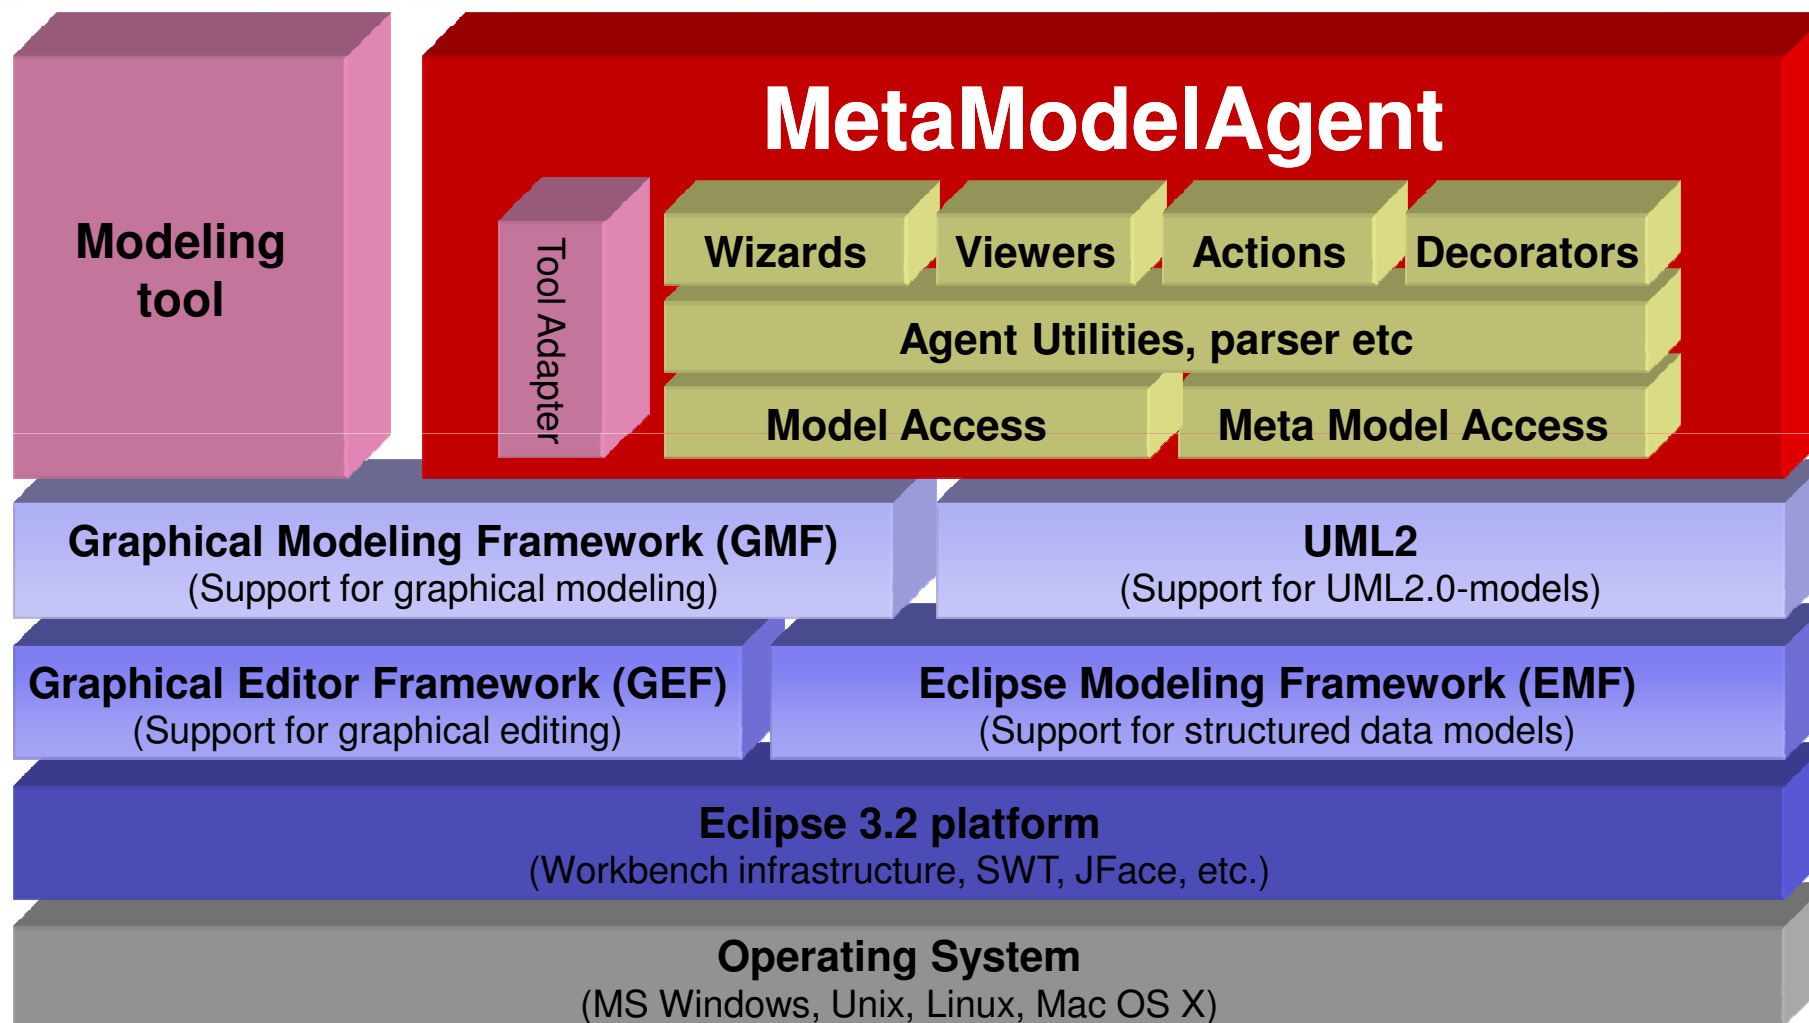 Modeling
tool
MetaModelAgent
Tool Adapter
Wizards
Viewers
Actions
Decorators
Agent Utilities, parser etc
Model Access
Meta Model Access
Graphical Modeling Framework (GMF)
(Support for graphical modeling)
UML2
(Support for UML2.0-models)
Graphical Editor Framework (GEF)
(Support for graphical editing)
Eclipse Modeling Framework (EMF)
(Support for structured data models)
Eclipse 3.2 platform
(Workbench infrastructure, SWT, JFace, etc.)
Operating System
(MS Windows, Unix, Linux, Mac OS X)